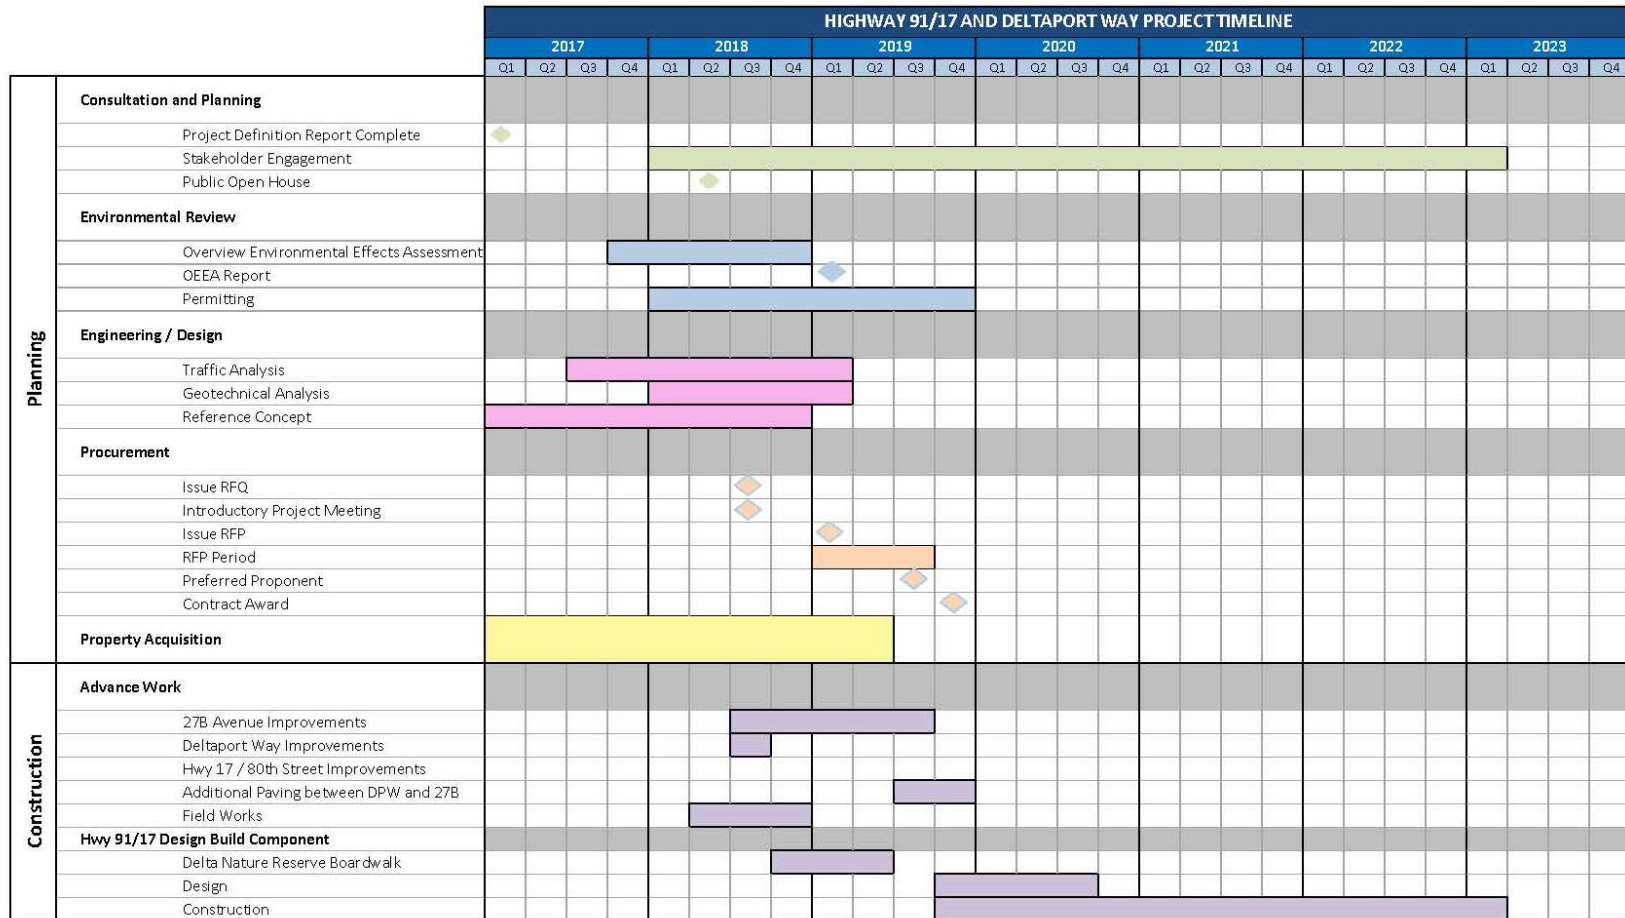 HIGHWAY 91/17 AND DELTAPORT WAY PROJECT TIMELINE
2017 2018 2019 2020 2021 2022 2023
Q1 Q2 Q3 Q4 Q1 Q2 Q3 Q4 Q1 Q2 Q3 Q4 Q1 Q2 Q3 Q4 Q1 Q2 Q3 Q4 Q1 Q2 Q3 Q4 Q1 Q2 Q3 Q4
Planning
Consultation and Planning
Project Definition Report Complete
Stakeholder Engagement
Public Open House
Environmental Review
Overview Environmental Effects Assessment
OEEA Report
Permitting
Engineering / Design
Traffic Analysis
Geotechnical Analysis
Reference Concept
Procurement
Issue RFQ
Introductory Project Meeting
Issue RFP
RFP Period
Preferred Proponent
Contract Award
Property Acquisition
Construction
Advance Work
27B Avenue Improvements
Deltaport Way Improvements
Hwy 17 / 80th Street Improvements
Additional Paving between DPW and 27B
Field Works
Hwy 91/17 Design Build Component
Delta Nature Reserve Boardwalk
Design
Construction